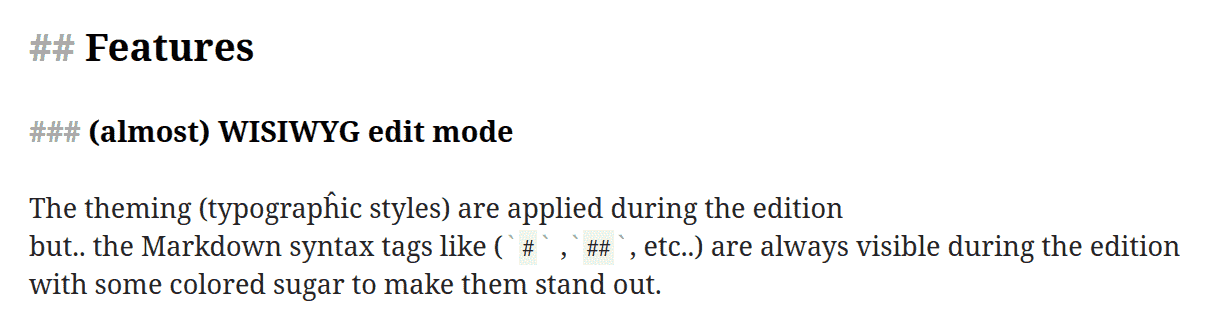 ## Features
### (almost) WISIWYG edit mode
The theming (typograpĥic styles) are applied during the edition
but.. the Markdown syntax tags like (`#` ,`##`, etc..) are always visible during the edition
with some colored sugar to make them stand out.